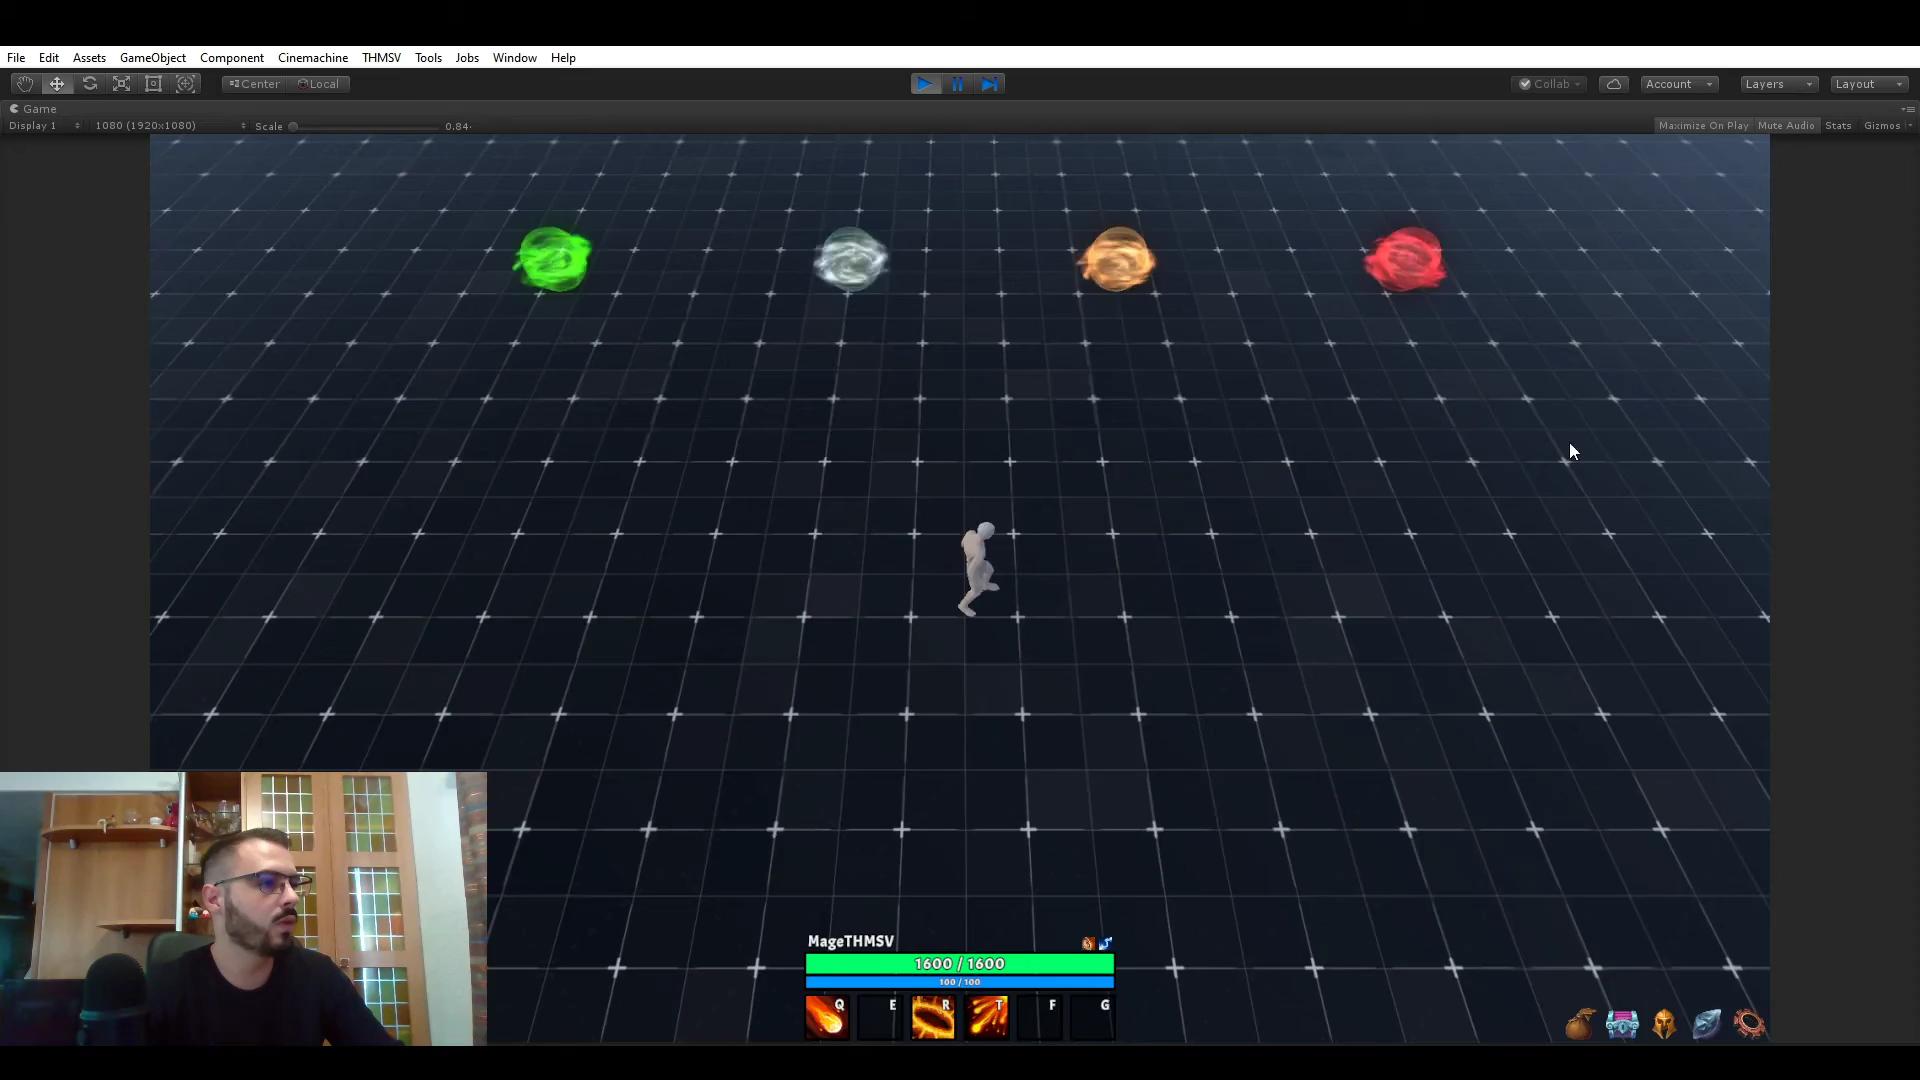 File Edit Assets GameObject Component Cinemachine THMSV Tools Jobs Window Help
Center Local Collab Account Layers Layout
Game
Display 1 1080 (1920x1080) Scale 0.84 Maximize On Play Mute Audio Stats Gizmos
MageTHMSV
1600 / 1600
100 / 100
Q E R T F G